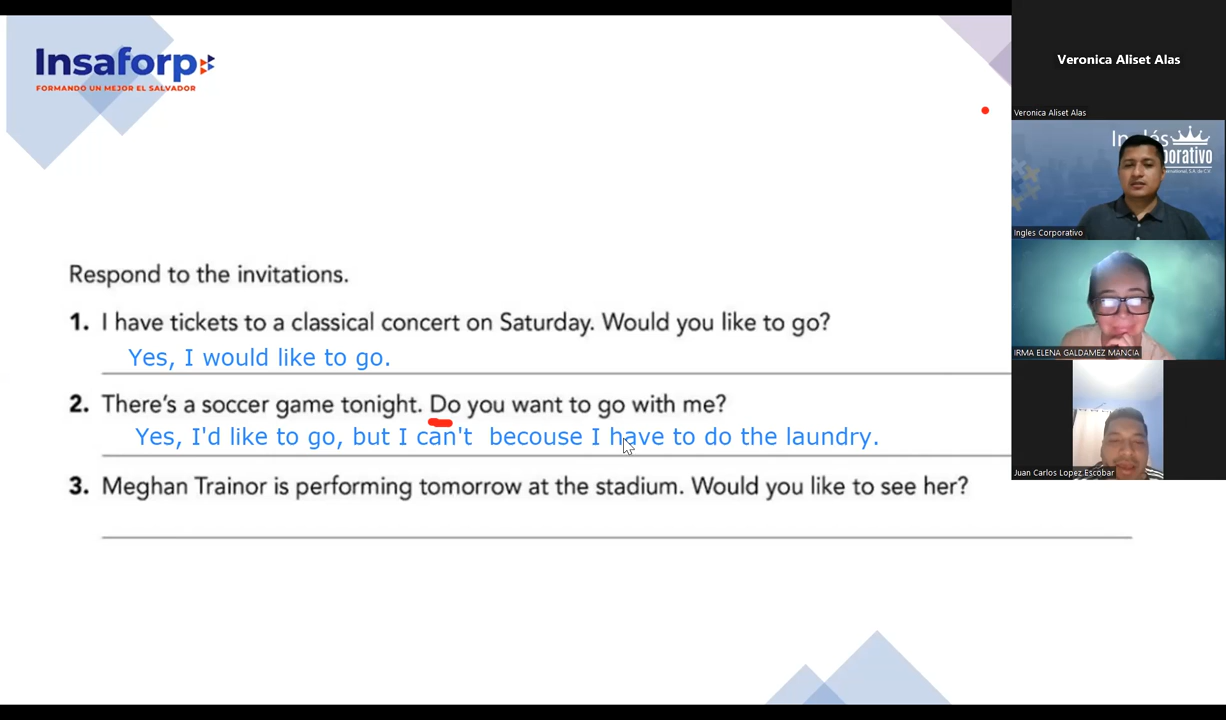 Insaforp
FORMANDO UN MEJOR EL SALVADOR
Respond to the invitations.
1. I have tickets to a classical concert on Saturday. Would you like to go?
Yes, I would like to go.
2. There's a soccer game tonight. Do you want to go with me?
Yes, I'd like to go, but I can't becouse I have to do the laundry.
3. Meghan Trainor is performing tomorrow at the stadium. Would you like to see her?
Veronica Aliset Alas
Veronica Aliset Alas
Ingles Corporativo
IRMA ELENA GALDAMEZ MANCIA
Juan Carlos Lopez Escobar